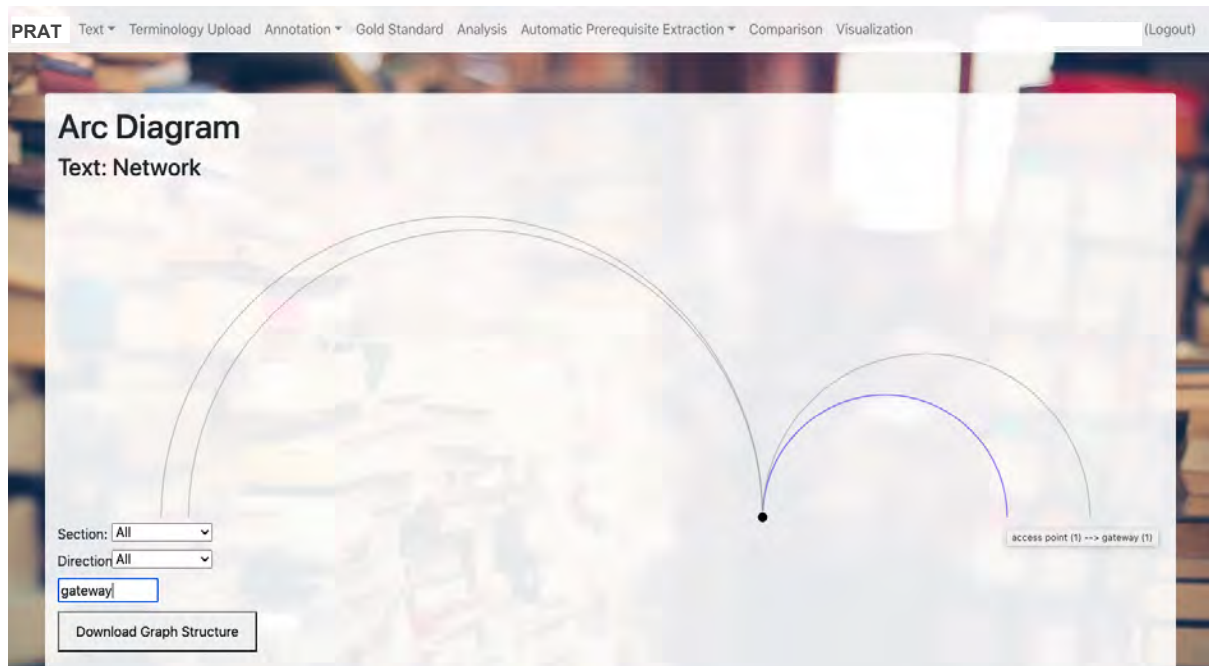 PRAT Text Terminology Upload Annotation Gold Standard Analysis Automatic Prerequisite Extraction Comparison Visualization (Logout)
Arc Diagram
Text: Network
Section: All
Direction All
access point (1) --> gateway (1)
gateway
Download Graph Structure